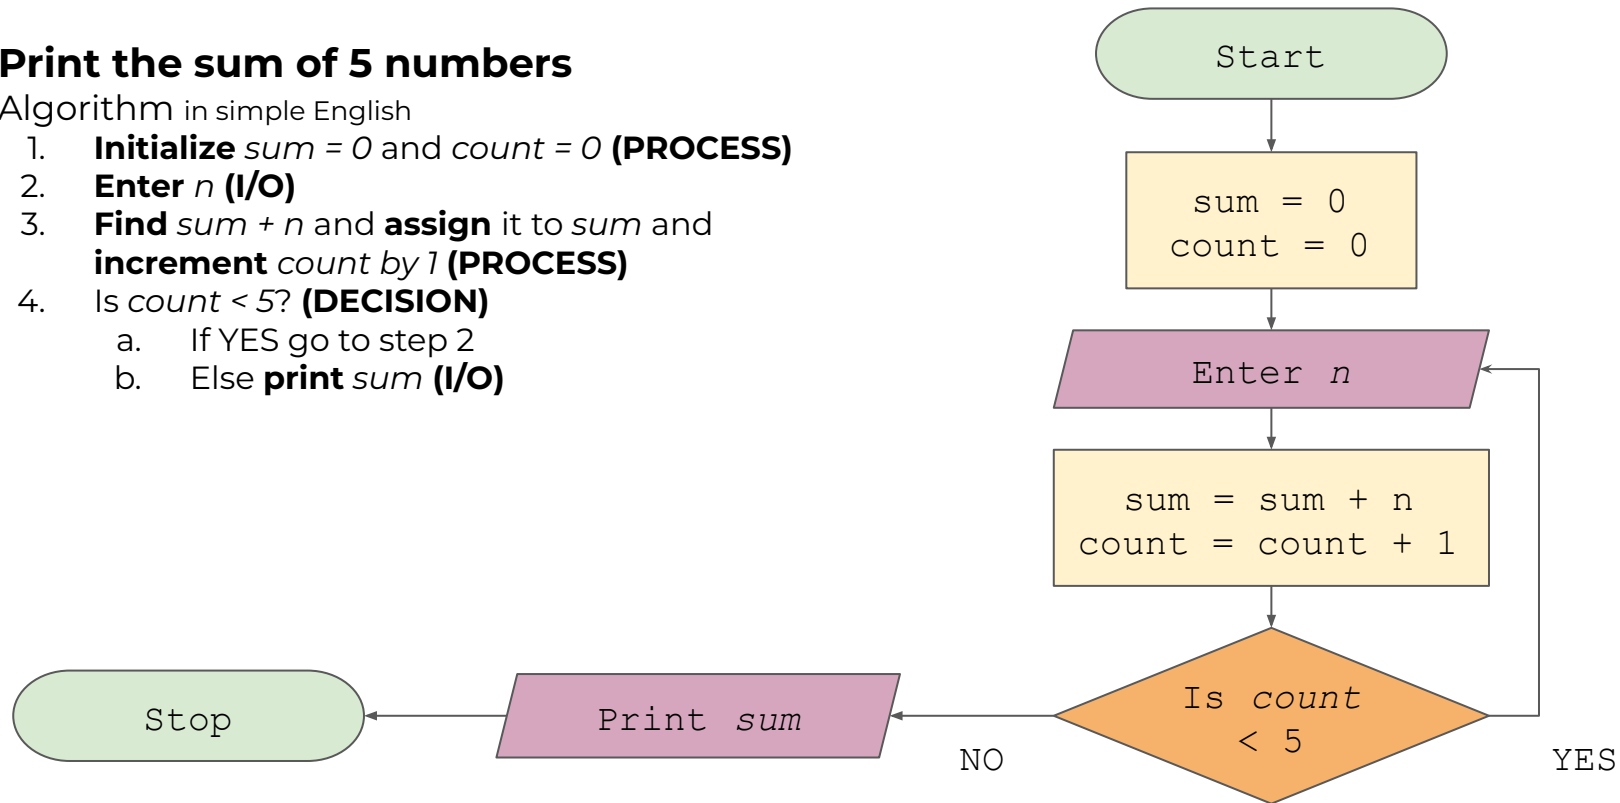 Print the sum of 5 numbers
Algorithm in simple English
1. Initialize sum = 0 and count = 0 (PROCESS)
2. Enter n (I/O)
3. Find sum + n and assign it to sum and
increment count by 1 (PROCESS)
4. Is count < 5? (DECISION)
a. If YES go to step 2
b. Else print sum (I/O)
Start
sum = 0
count = 0
Enter n
sum = sum + n
count = count + 1
Is count
< 5
YES
NO
Print sum
Stop